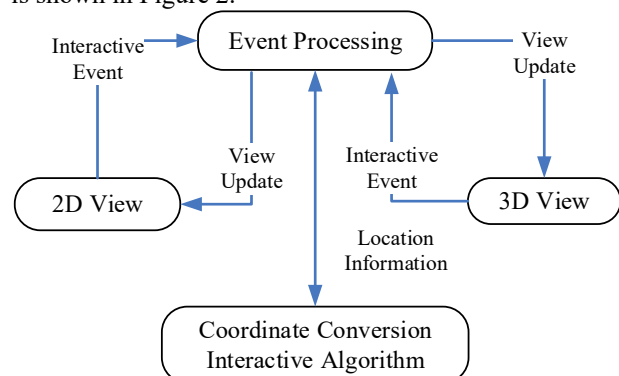 is shown in Figure 2.
Interactive
Event
Event Processing
View
Update
View
Update
Interactive
Event
2D View
3D View
Location
Information
Coordinate Conversion
Interactive Algorithm